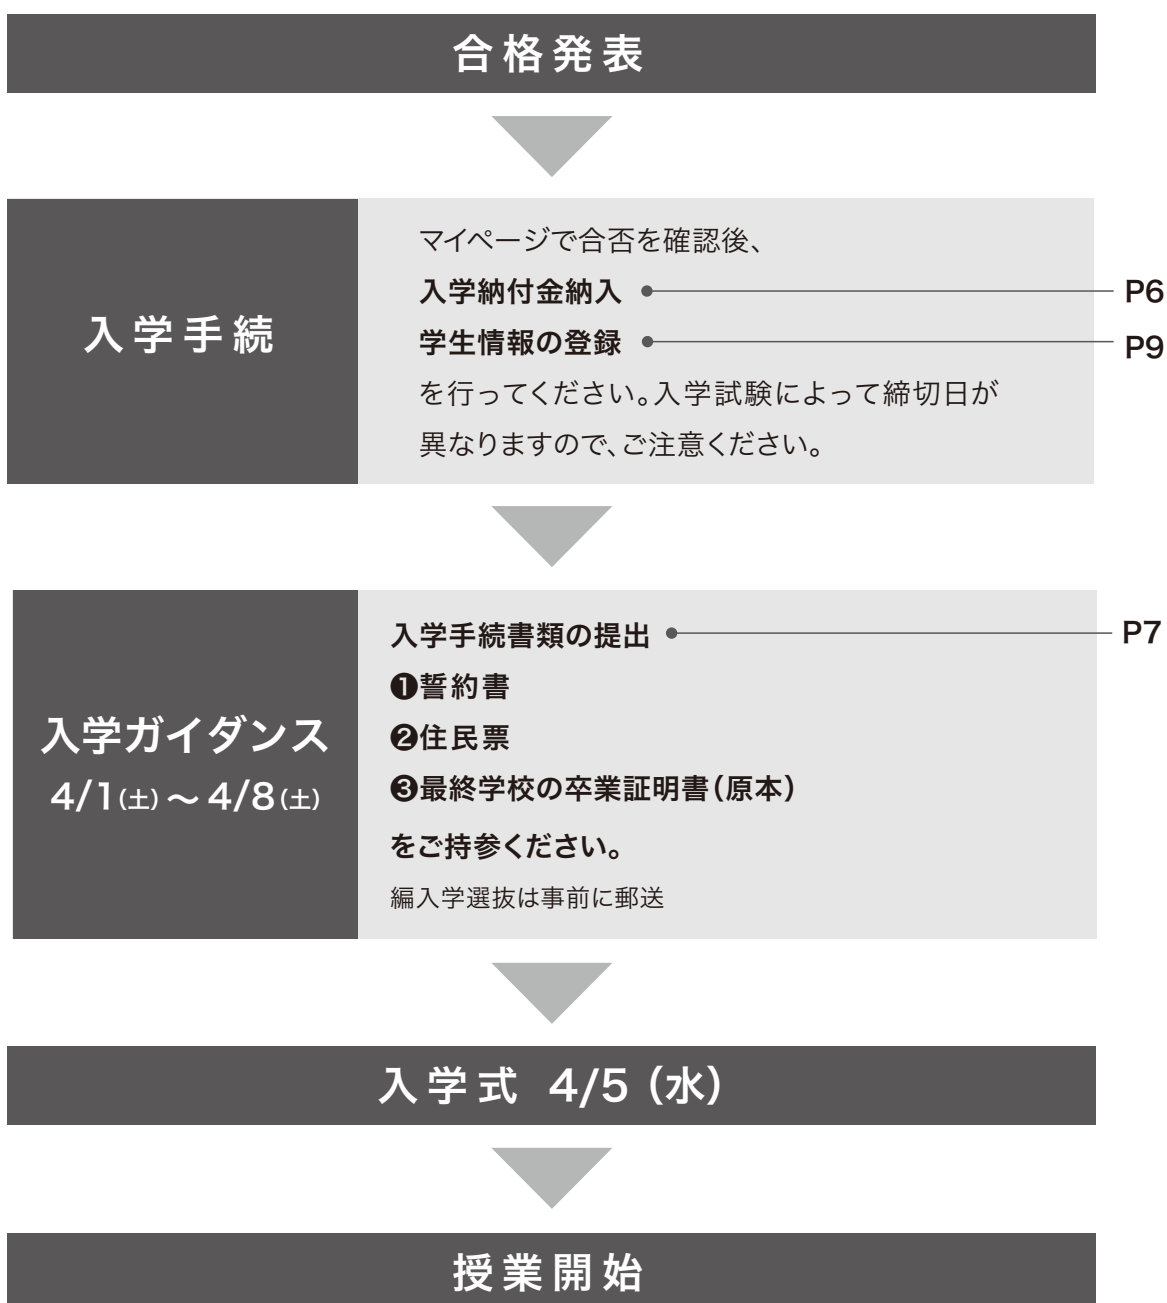 合格発表
入学手続
マイページで合否を確認後、
入学納付金納入 P6
学生情報の登録 P9
を行ってください。入学試験によって締切日が
異なりますので、ご注意ください。
入学ガイダンス
4/1(土)〜4/8(土)
入学手続書類の提出 P7
❶誓約書
❷住民票
❸最終学校の卒業証明書(原本)
をご持参ください。
編入学選抜は事前に郵送
入学式 4/5(水)
授業開始